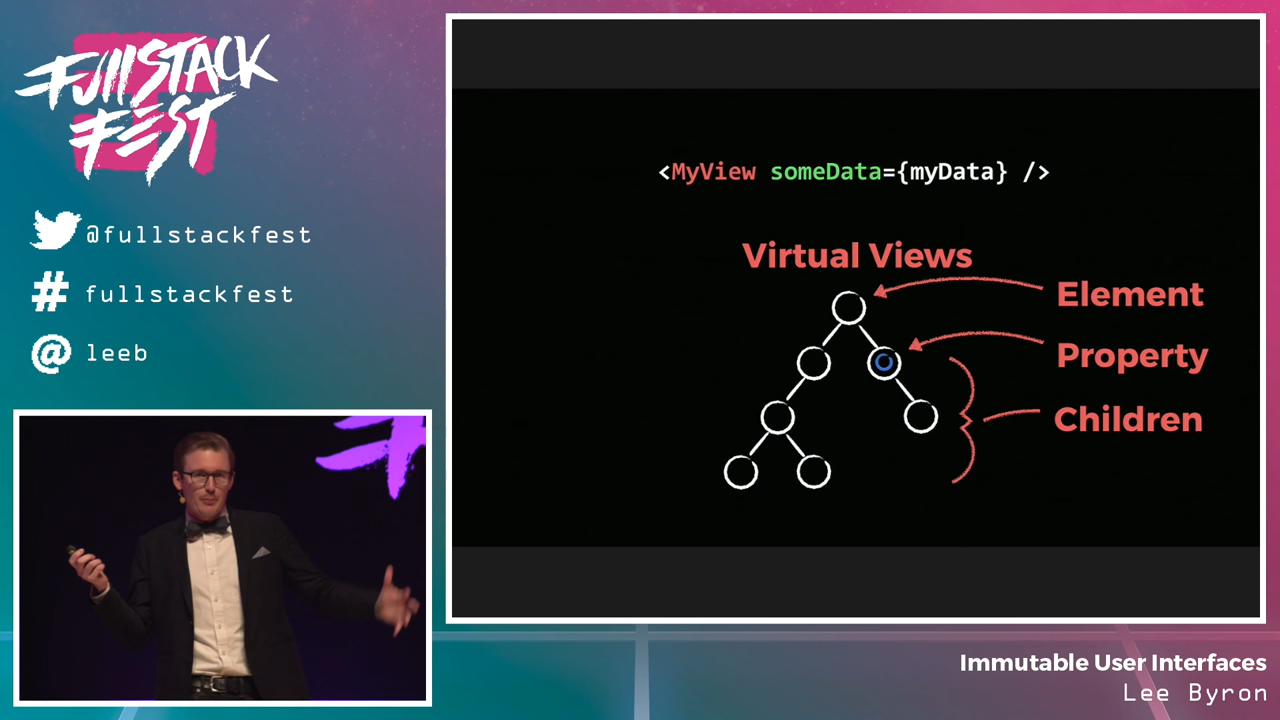 FullSTACK
FEST
@fullstackfest
# fullstackfest
@ leeb
<MyView someData={myData} />
Virtual Views
Element
Property
Children
Immutable User Interfaces
Lee Byron